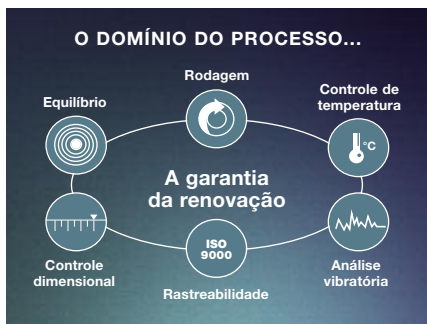 O DOMÍNIO DO PROCESSO...
Rodagem
Controle de
temperatura
Equilíbrio
°C
A garantia
da renovação
ISO
9000
Controle
dimensional
Rastreabilidade
Análise
vibratória